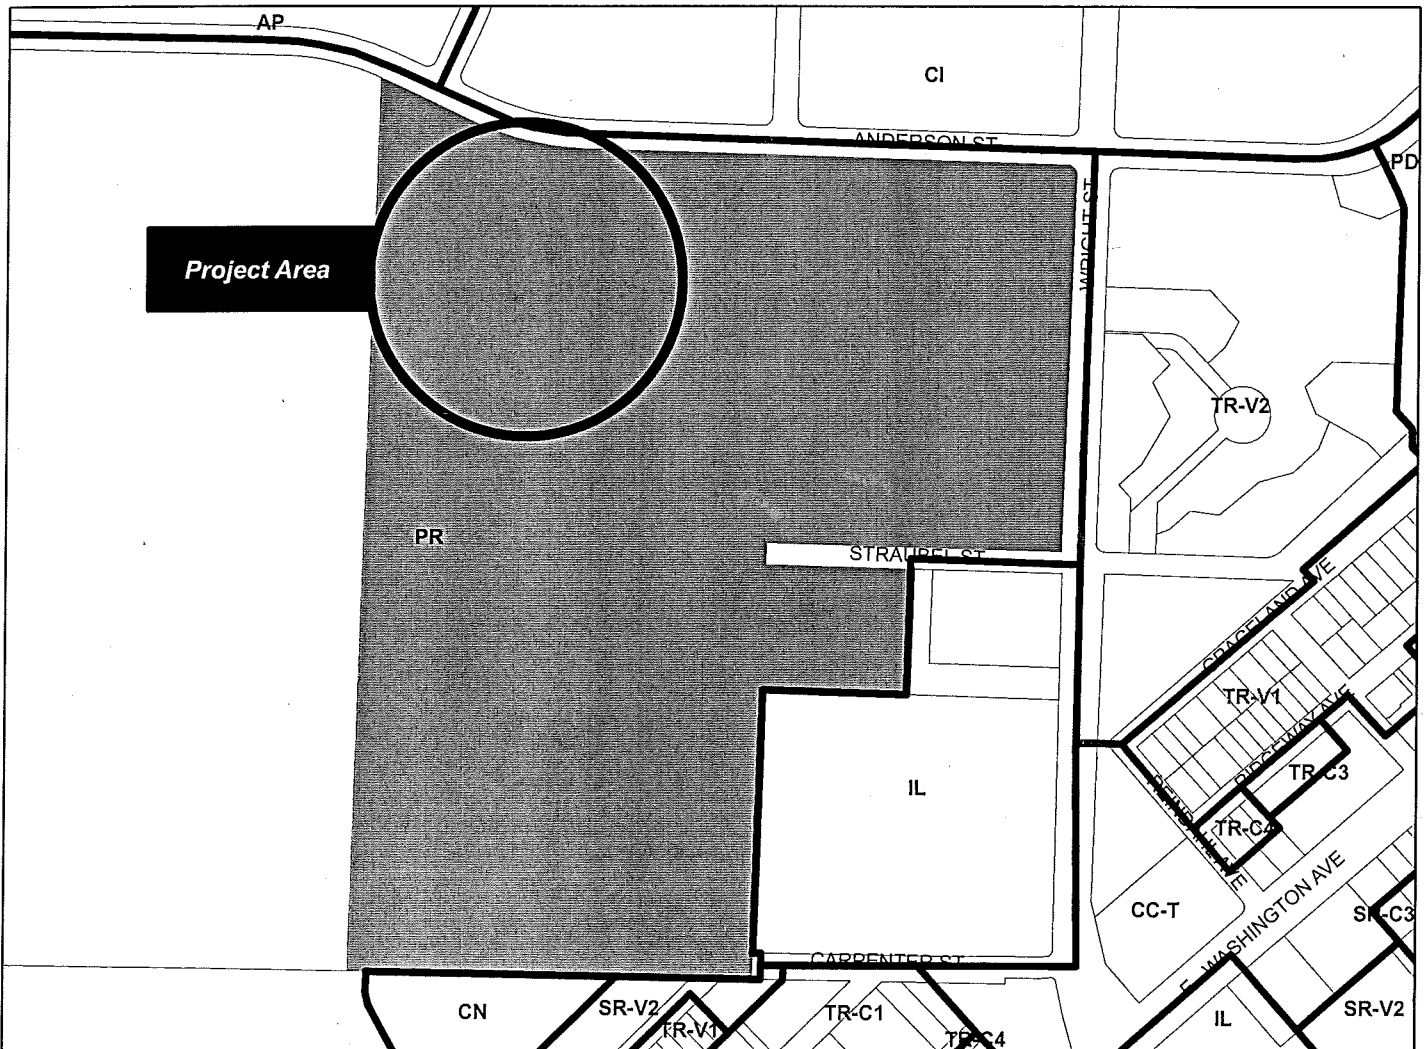 AP
CI
ANDERSON ST
PD
WRIGHT ST
Project Area
TR-V2
PR
STRAUBEL ST
GRACELAND AVE
TR-V1
RIDGEWAY AVE
TR-C3
IL
REINDAHL AVE
TR-C4
E WASHINGTON AVE
CC-T
SR-C3
CARPENTER ST
CN
SR-V2
TR-V1
TR-C1
TR-C4
IL
SR-V2